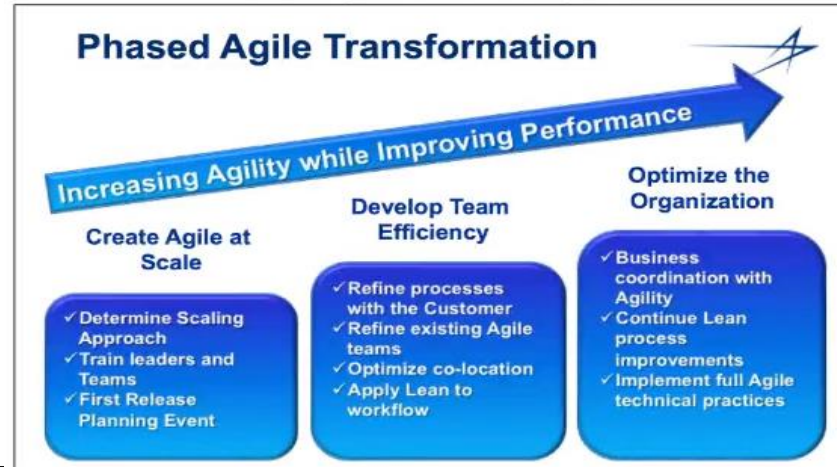 Phased Agile Transformation
Increasing Agility while Improving Performance
Create Agile at
Scale
✓Determine Scaling
Approach
✓Train leaders and
Teams
✓First Release
Planning Event
Develop Team
Efficiency
✓Refine processes
with the Customer
✓Refine existing Agile
teams
✓Optimize co-location
✓Apply Lean to
workflow
Optimize the
Organization
✓Business
coordination with
Agility
✓Continue Lean
process
improvements
✓Implement full Agile
technical practices